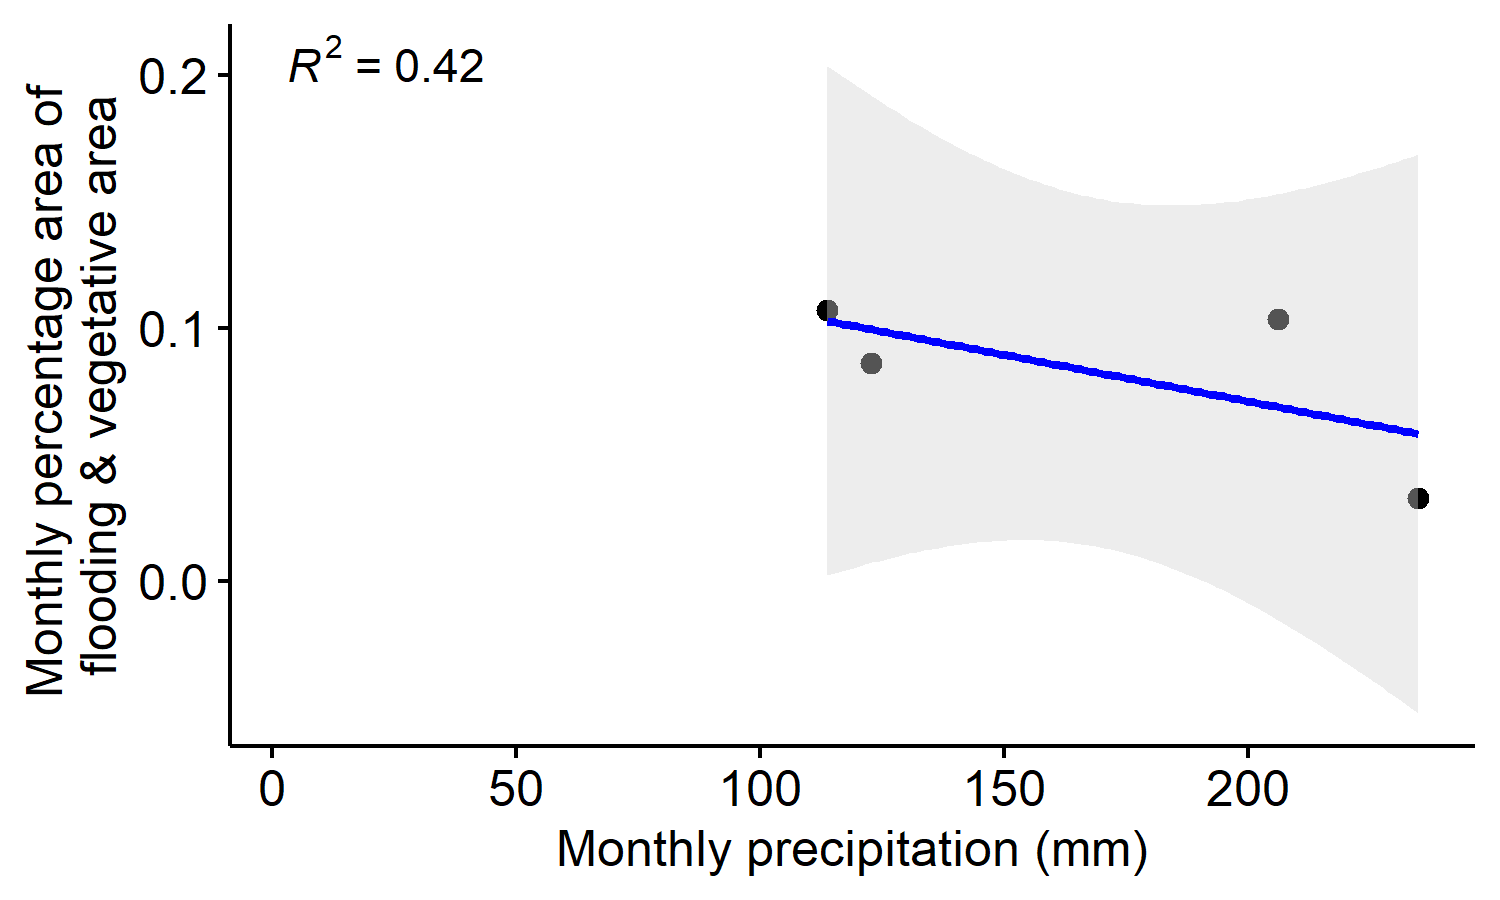 R² = 0.42
Monthly percentage area of
flooding & vegetative area
0.2
0.1
0.0
0 50 100 150 200
Monthly precipitation (mm)